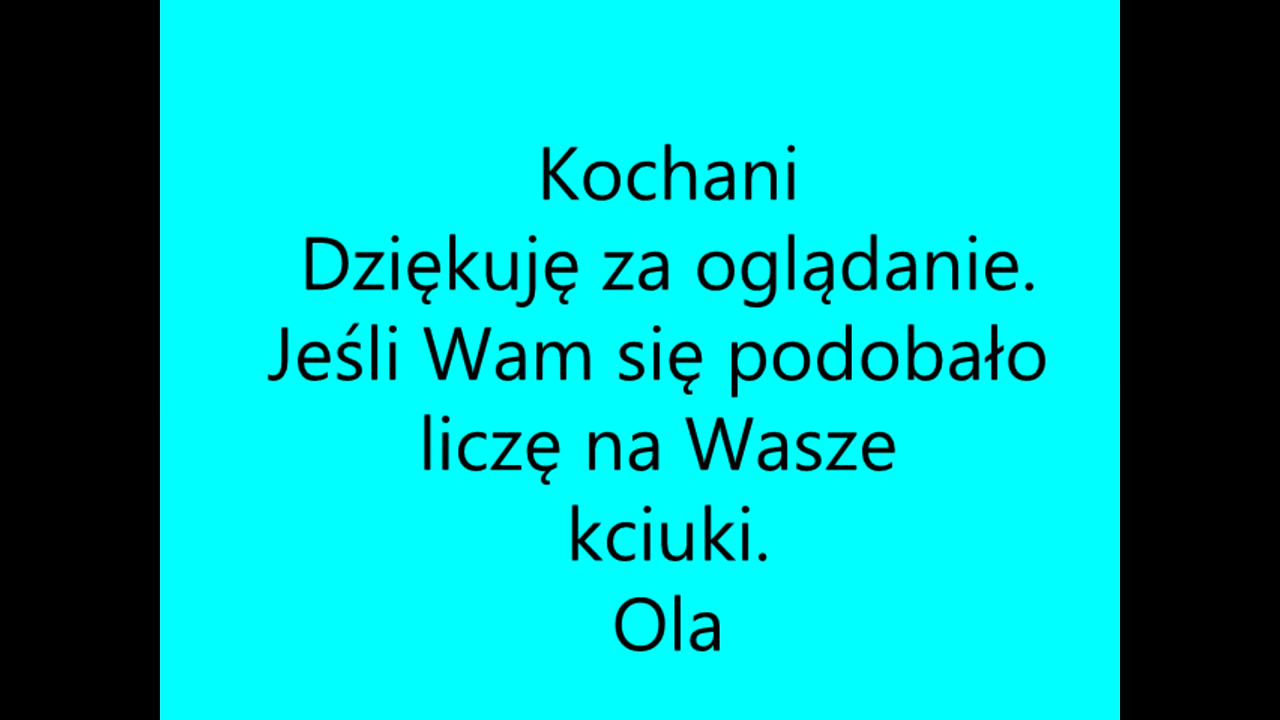 Kochani
Dziękuję za oglądanie.
Jeśli Wam się podobało
liczę na Wasze
kciuki.
Ola